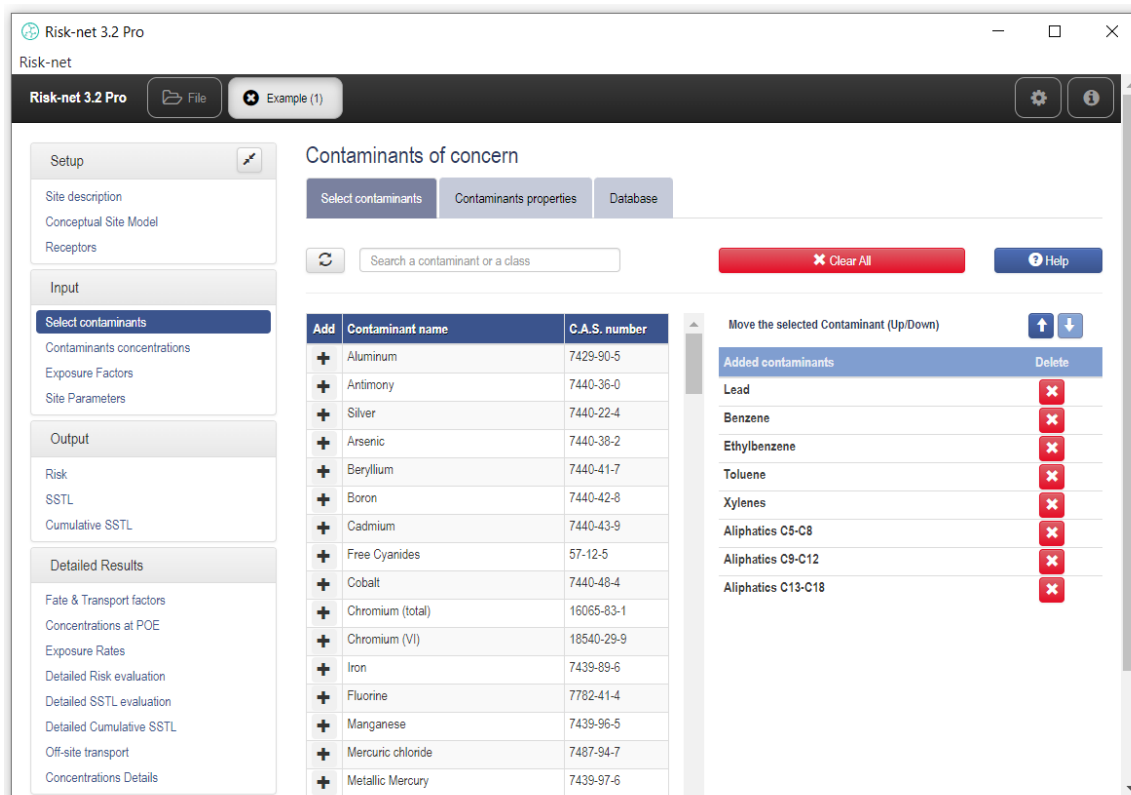 Risk-net 3.2 Pro
Risk-net
Risk-net 3.2 Pro
File
Example (1)
Setup
Site description
Conceptual Site Model
Receptors
Input
Select contaminants
Contaminants concentrations
Exposure Factors
Site Parameters
Output
Risk
SSTL
Cumulative SSTL
Detailed Results
Fate & Transport factors
Concentrations at POE
Exposure Rates
Detailed Risk evaluation
Detailed SSTL evaluation
Detailed Cumulative SSTL
Off-site transport
Concentrations Details
Contaminants of concern
Select contaminants
Contaminants properties
Database
Search a contaminant or a class
Clear All
Help
Add Contaminant name C.A.S. number
Aluminum 7429-90-5
Antimony 7440-36-0
Silver 7440-22-4
Arsenic 7440-38-2
Beryllium 7440-41-7
Boron 7440-42-8
Cadmium 7440-43-9
Free Cyanides 57-12-5
Cobalt 7440-48-4
Chromium (total) 16065-83-1
Chromium (VI) 18540-29-9
Iron 7439-89-6
Fluorine 7782-41-4
Manganese 7439-96-5
Mercuric chloride 7487-94-7
Metallic Mercury 7439-97-6
Move the selected Contaminant (Up/Down)
Added contaminants Delete
Lead
Benzene
Ethylbenzene
Toluene
Xylenes
Aliphatics C5-C8
Aliphatics C9-C12
Aliphatics C13-C18